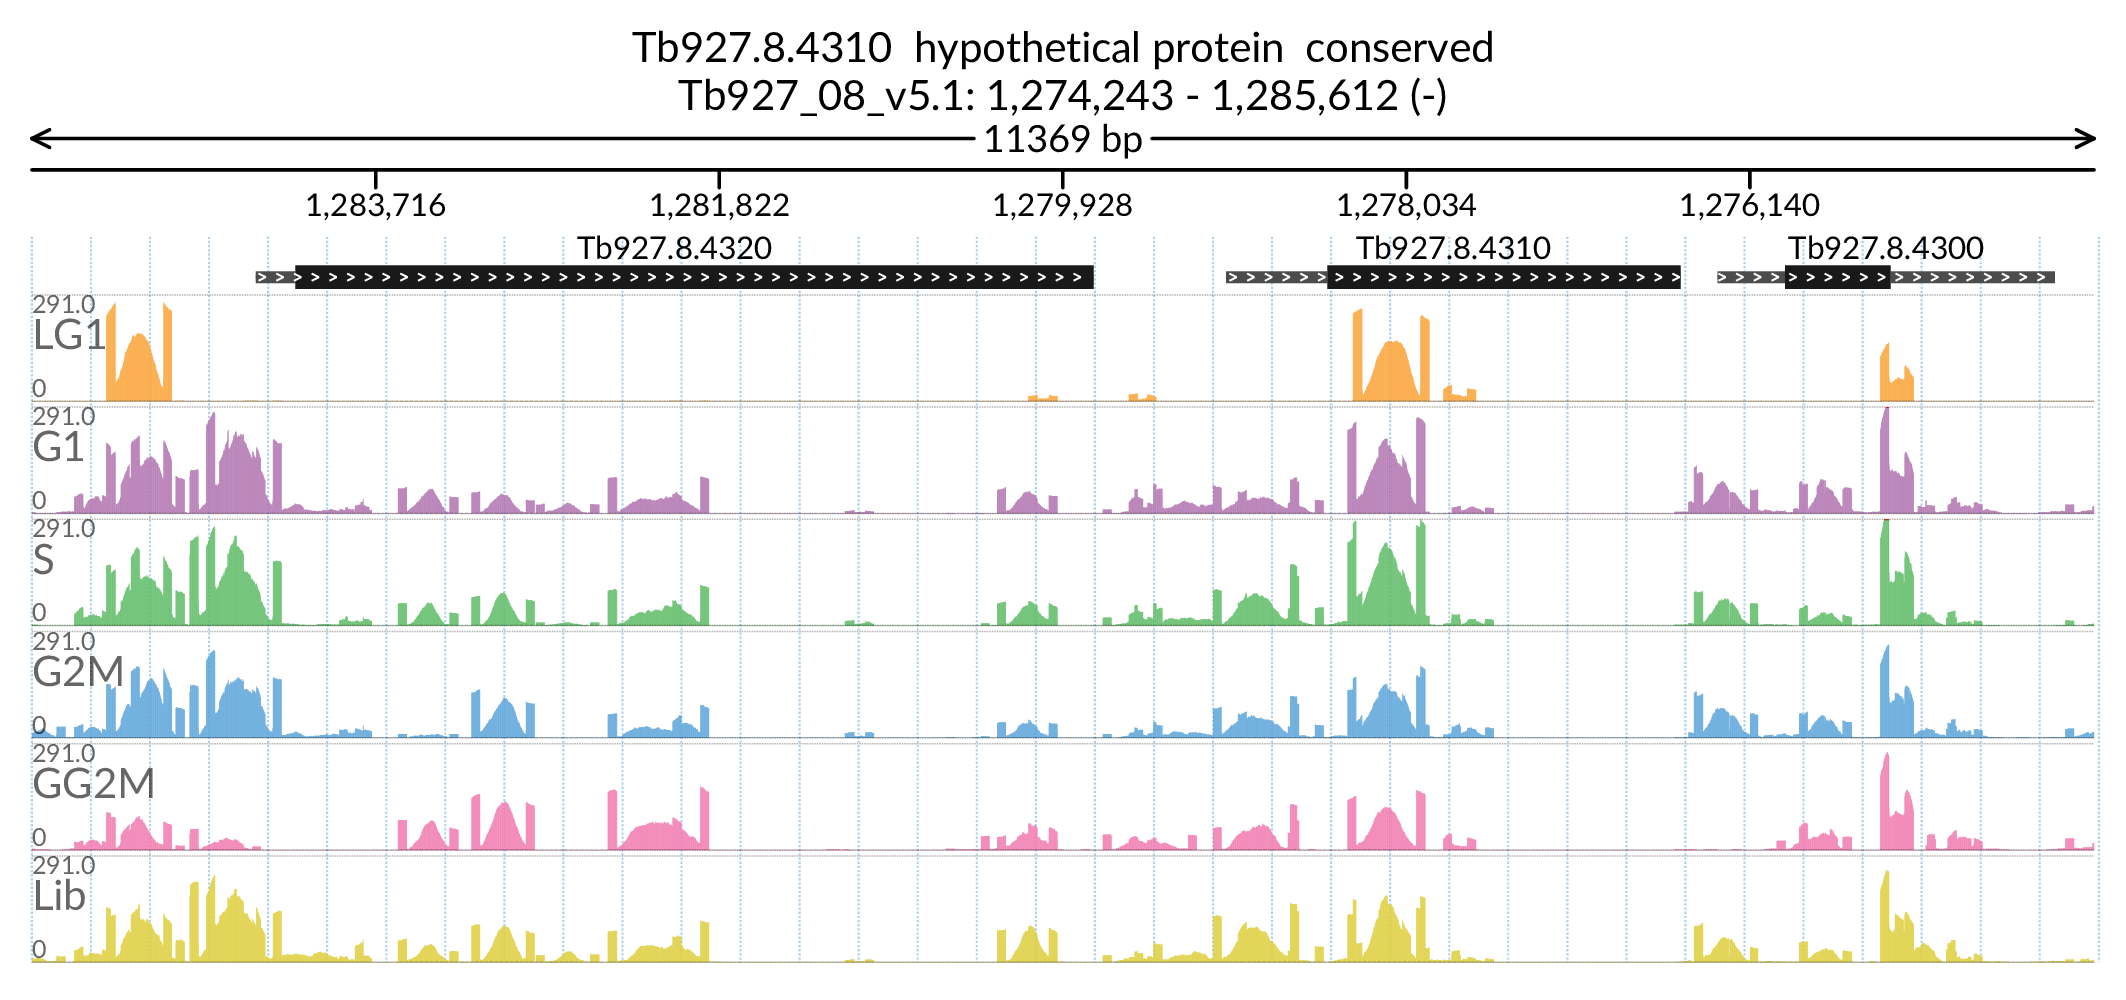 Tb927.8.4310  hypothetical protein  conserved
Tb927_08_v5.1: 1,274,243 - 1,285,612 (-)
11369 bp
1,283,716 1,281,822 1,279,928 1,278,034 1,276,140
Tb927.8.4320 Tb927.8.4310 Tb927.8.4300
291.0
LG1
0
291.0
G1
0
291.0
S
0
291.0
G2M
0
291.0
GG2M
0
291.0
Lib
0